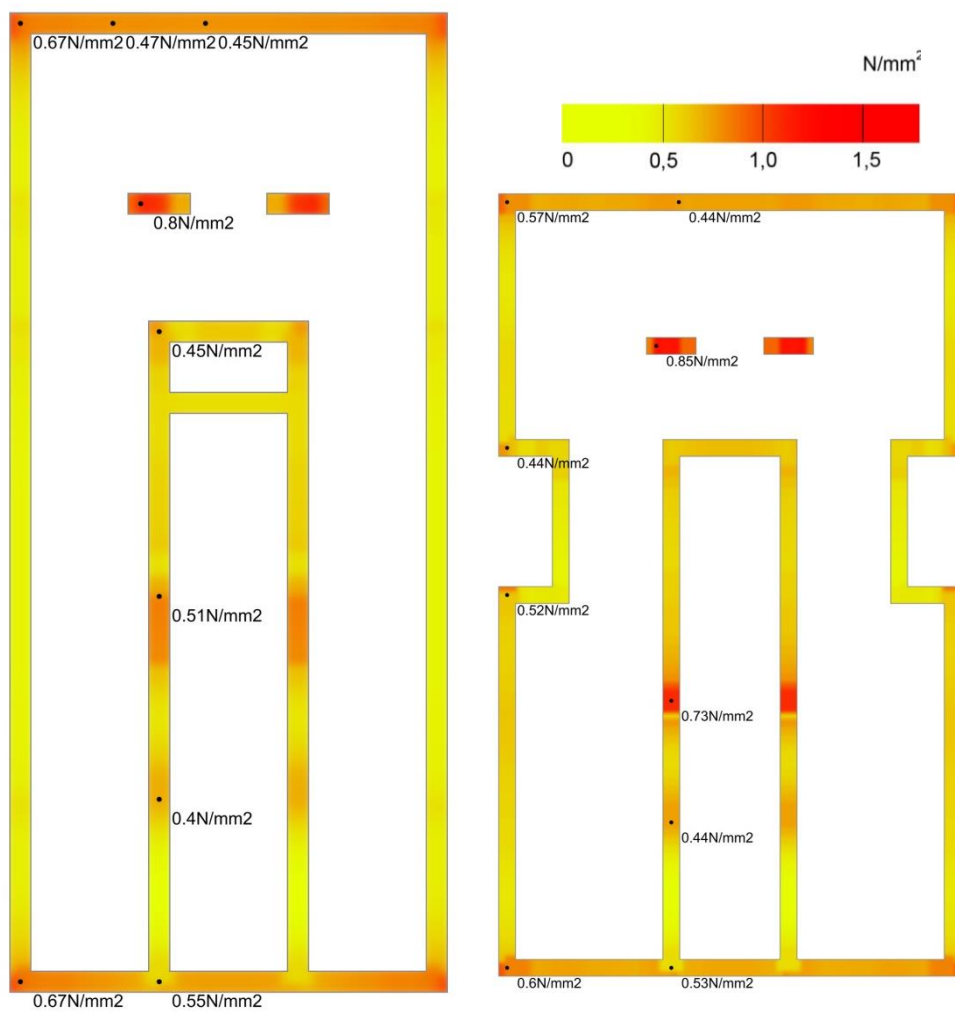 0.67N/mm2 0.47N/mm2 0.45N/mm2
0.8N/mm2
0.45N/mm2
0.51N/mm2
0.4N/mm2
0.67N/mm2 0.55N/mm2
N/mm²
0 0,5 1,0 1,5
0.57N/mm2 0.44N/mm2
0.85N/mm2
0.44N/mm2
0.52N/mm2
0.73N/mm2
0.44N/mm2
0.6N/mm2 0.53N/mm2